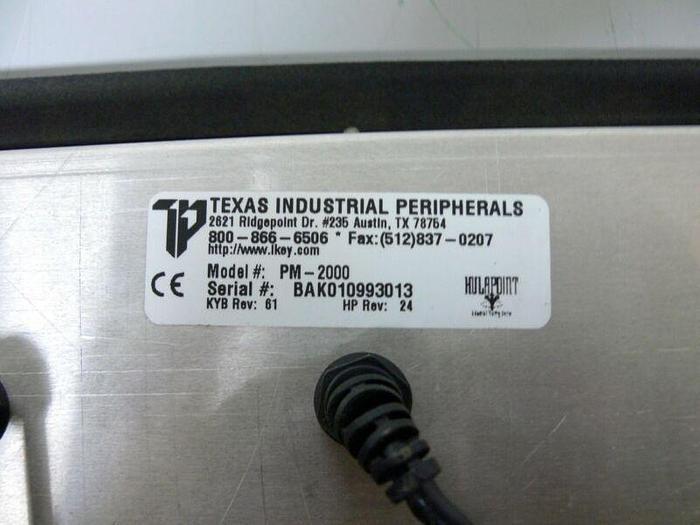 TIP TEXAS INDUSTRIAL PERIPHERALS
2621 Ridgepoint Dr. #235 Austin, TX 78754
800-866-6506 * Fax:(512)837-0207
http://www.ikey.com
Model #: PM-2000
CE Serial #: BAK010993013
HULAPOINT
KYB Rev: 61 HP Rev: 24